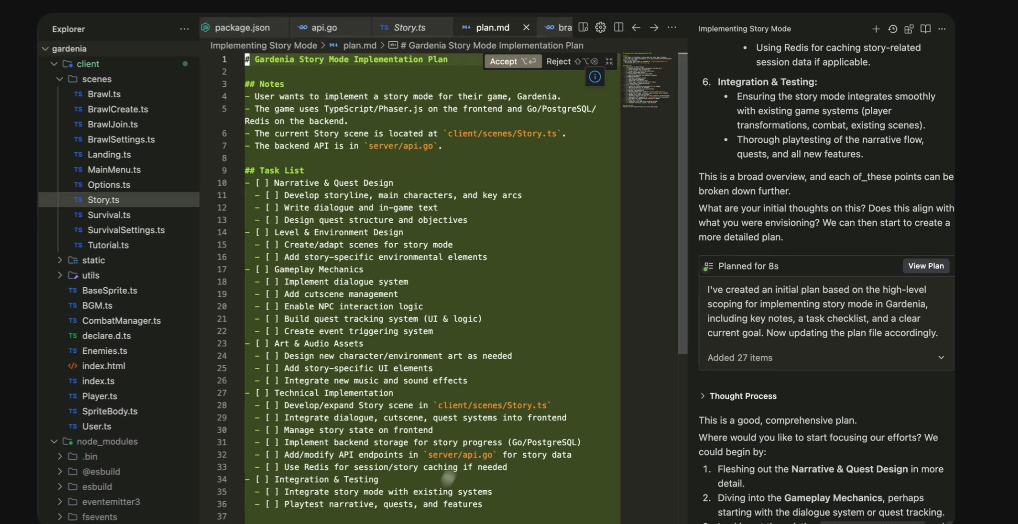 Explorer
gardenia
client
scenes
Brawl.ts
BrawlCreate.ts
BrawlJoin.ts
BrawlSettings.ts
Landing.ts
MainMenu.ts
Options.ts
Story.ts
Survival.ts
SurvivalSettings.ts
Tutorial.ts
static
utils
BaseSprite.ts
BGM.ts
CombatManager.ts
declare.d.ts
Enemies.ts
index.html
index.ts
Player.ts
SpriteBody.ts
User.ts
node_modules
.bin
@esbuild
esbuild
eventemitter3
fsevents
package.json
api.go
TS Story.ts
plan.md
bra
Implementing Story Mode > plan.md > # Gardenia Story Mode Implementation Plan
Accept
Reject
1 # Gardenia Story Mode Implementation Plan
2
3 ## Notes
4 - User wants to implement a story mode for their game, Gardenia.
5 - The game uses TypeScript/Phaser.js on the frontend and Go/PostgreSQL/
Redis on the backend.
6 - The current Story scene is located at `client/scenes/Story.ts`.
7 - The backend API is in `server/api.go`.
8
9 ## Task List
10 - [ ] Narrative & Quest Design
11 - [ ] Develop storyline, main characters, and key arcs
12 - [ ] Write dialogue and in-game text
13 - [ ] Design quest structure and objectives
14 - [ ] Level & Environment Design
15 - [ ] Create/adapt scenes for story mode
16 - [ ] Add story-specific environmental elements
17 - [ ] Gameplay Mechanics
18 - [ ] Implement dialogue system
19 - [ ] Add cutscene management
20 - [ ] Enable NPC interaction logic
21 - [ ] Build quest tracking system (UI & logic)
22 - [ ] Create event triggering system
23 - [ ] Art & Audio Assets
24 - [ ] Design new character/environment art as needed
25 - [ ] Add story-specific UI elements
26 - [ ] Integrate new music and sound effects
27 - [ ] Technical Implementation
28 - [ ] Develop/expand Story scene in `client/scenes/Story.ts`
29 - [ ] Integrate dialogue, cutscene, quest systems into frontend
30 - [ ] Manage story state on frontend
31 - [ ] Implement backend storage for story progress (Go/PostgreSQL)
32 - [ ] Add/modify API endpoints in `server/api.go` for story data
33 - [ ] Use Redis for session/story caching if needed
34 - [ ] Integration & Testing
35 - [ ] Integrate story mode with existing systems
36 - [ ] Playtest narrative, quests, and features
37
Implementing Story Mode
• Using Redis for caching story-related
session data if applicable.
6. Integration & Testing:
• Ensuring the story mode integrates smoothly
with existing game systems (player
transformations, combat, existing scenes).
• Thorough playtesting of the narrative flow,
quests, and all new features.
This is a broad overview, and each of these points can be
broken down further.
What are your initial thoughts on this? Does this align with
what you were envisioning? We can then start to create a
more detailed plan.
Planned for 8s
View Plan
I've created an initial plan based on the high-level
scoping for implementing story mode in Gardenia,
including key notes, a task checklist, and a clear
current goal. Now updating the plan file accordingly.
Added 27 items
Thought Process
This is a good, comprehensive plan.
Where would you like to start focusing our efforts? We
could begin by:
1. Fleshing out the Narrative & Quest Design in more
detail.
2. Diving into the Gameplay Mechanics, perhaps
starting with the dialogue system or quest tracking.